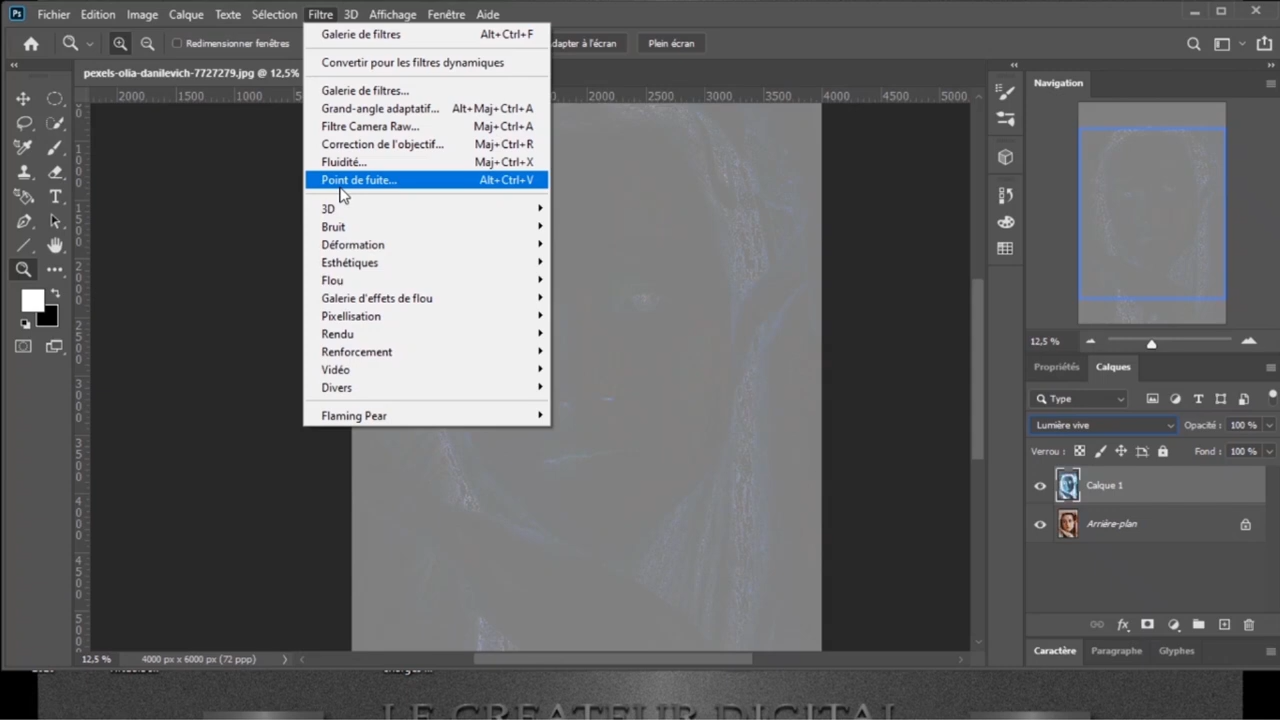 Ps Fichier Edition Image Calque Texte Sélection Filtre 3D Affichage Fenêtre Aide
Redimensionner fenêtres
dapter à l'écran Plein écran
pexels-olia-danilevich-7727279.jpg @ 12,5%
2000 1500 1000
2000 2500 3000 3500 4000 4500 5000
Galerie de filtres Alt+Ctrl+F
Convertir pour les filtres dynamiques
Galerie de filtres...
Grand-angle adaptatif... Alt+Maj+Ctrl+A
Filtre Camera Raw... Maj+Ctrl+A
Correction de l'objectif... Maj+Ctrl+R
Fluidité... Maj+Ctrl+X
Point de fuite... Alt+Ctrl+V
3D
Bruit
Déformation
Esthétiques
Flou
Galerie d'effets de flou
Pixellisation
Rendu
Renforcement
Vidéo
Divers
Flaming Pear
Navigation
12,5 %
Propriétés Calques
Type
Lumière vive Opacité : 100 %
Verrou : Fond : 100 %
Calque 1
Arrière-plan
Caractère Paragraphe Glyphes
12,5 % 4000 px x 6000 px (72 ppp)
LE CREATEUR DIGITAL